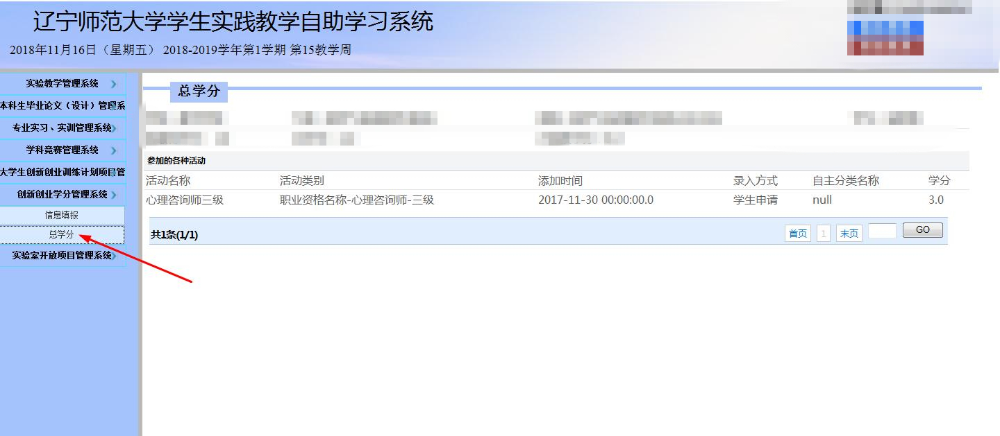 辽宁师范大学学生实践教学自助学习系统
2018年11月16日（星期五） 2018-2019学年第1学期 第15教学周
实验教学管理系统
本科生毕业论文（设计）管理系
专业实习、实训管理系统
学科竞赛管理系统
大学生创新创业训练计划项目管
创新创业学分管理系统
信息填报
总学分
实验室开放项目管理系统
总学分
参加的各种活动
活动名称 活动类别 添加时间 录入方式 自主分类名称 学分
心理咨询师三级 职业资格名称-心理咨询师-三级 2017-11-30 00:00:00.0 学生申请 null 3.0
共1条(1/1) 首页 1 末页 GO